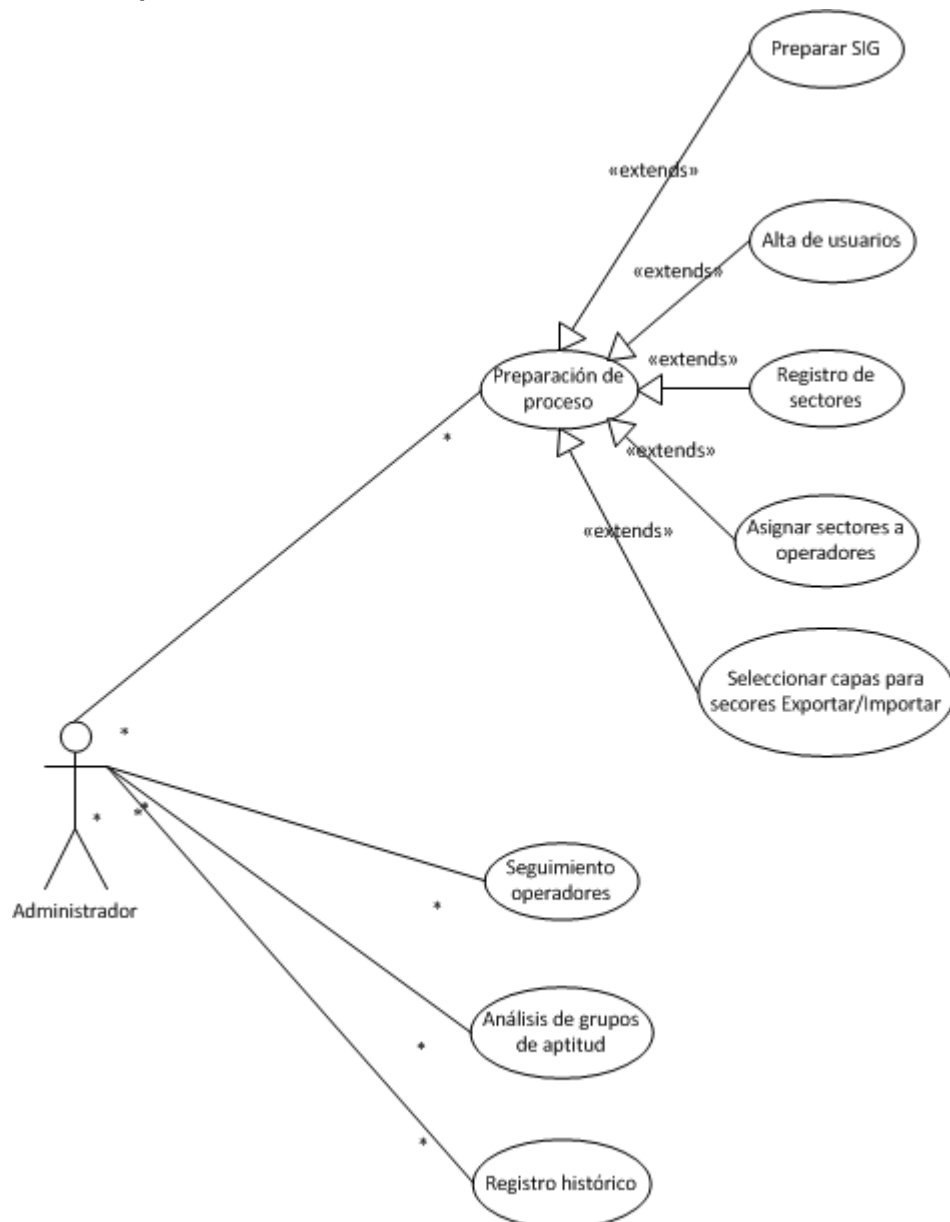 Preparar SIG
«extends»
Alta de usuarios
«extends»
«extends»
Preparación de
proceso
Registro de
sectores
*
«extends»
Asignar sectores a
operadores
«extends»
Seleccionar capas para
secores Exportar/Importar
*
*
*
*
Administrador
Seguimiento
operadores
*
Análisis de grupos
de aptitud
*
*
Registro histórico